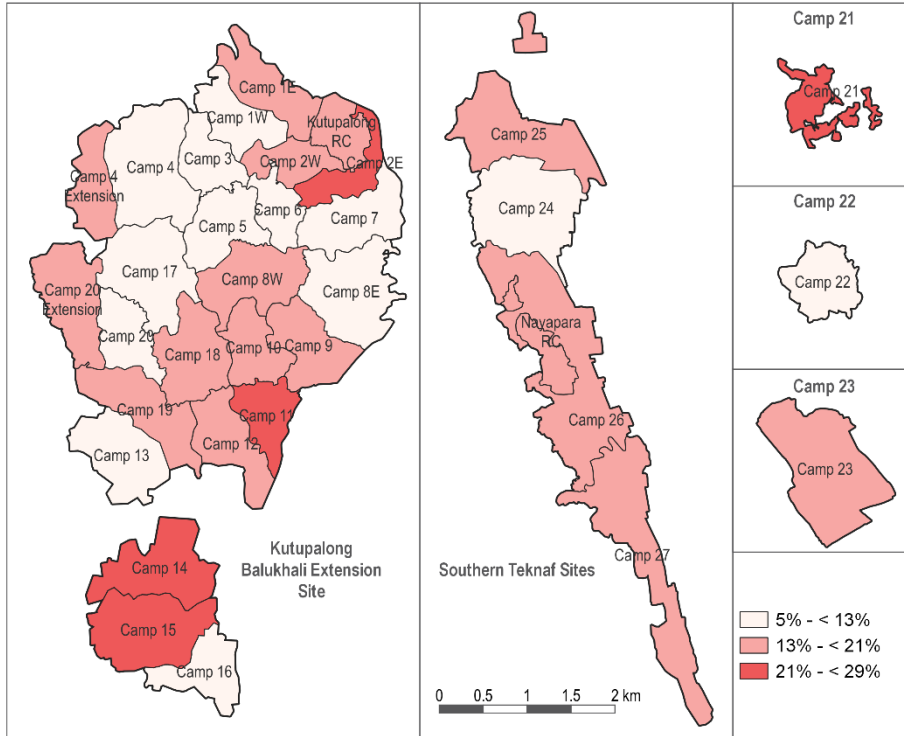 Camp 1E
Camp 1W
Kutupalong
RC
Camp 3
Camp 2W
Camp 2E
Camp 4
Camp 4
Extension
Camp 6
Camp 7
Camp 5
Camp 17
Camp 8W
Camp 8E
Camp 20
Extension
Camp 20
Camp 18
Camp 10
Camp 9
Camp 19
Camp 11
Camp 12
Camp 13
Camp 14
Camp 15
Camp 16
Kutupalong
Balukhali Extension
Site
Camp 25
Camp 24
Nayapara
RC
Camp 26
Camp 27
Southern Teknaf Sites
0 0.5 1 1.5 2 km
Camp 21
Camp 21
Camp 22
Camp 22
Camp 23
Camp 23
5% - < 13%
13% - < 21%
21% - < 29%